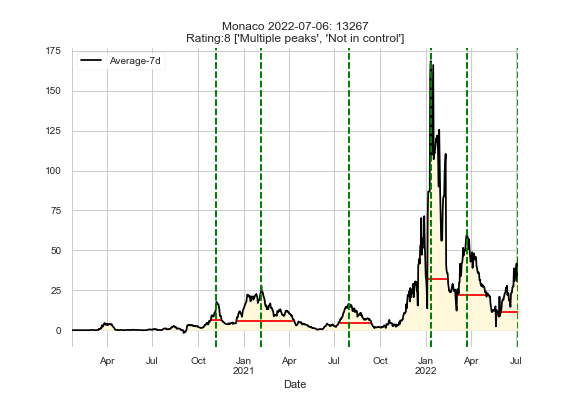 Monaco 2022-07-06: 13267
Rating:8 ['Multiple peaks', 'Not in control']
175
Average-7d
150
125
100
75
50
25
0
Apr Jul Oct Jan Apr Jul Oct Jan Apr Jul
2021 2022
Date